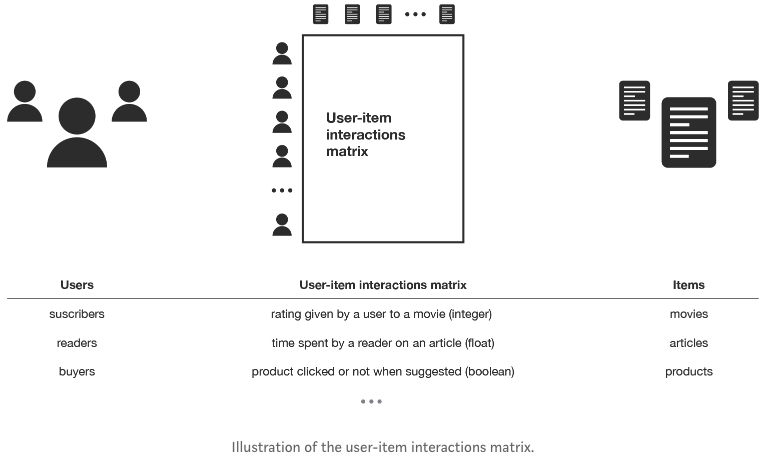 User-item
interactions
matrix
Users User-item interactions matrix Items
suscribers rating given by a user to a movie (integer) movies
readers time spent by a reader on an article (float) articles
buyers product clicked or not when suggested (boolean) products
Illustration of the user-item interactions matrix.